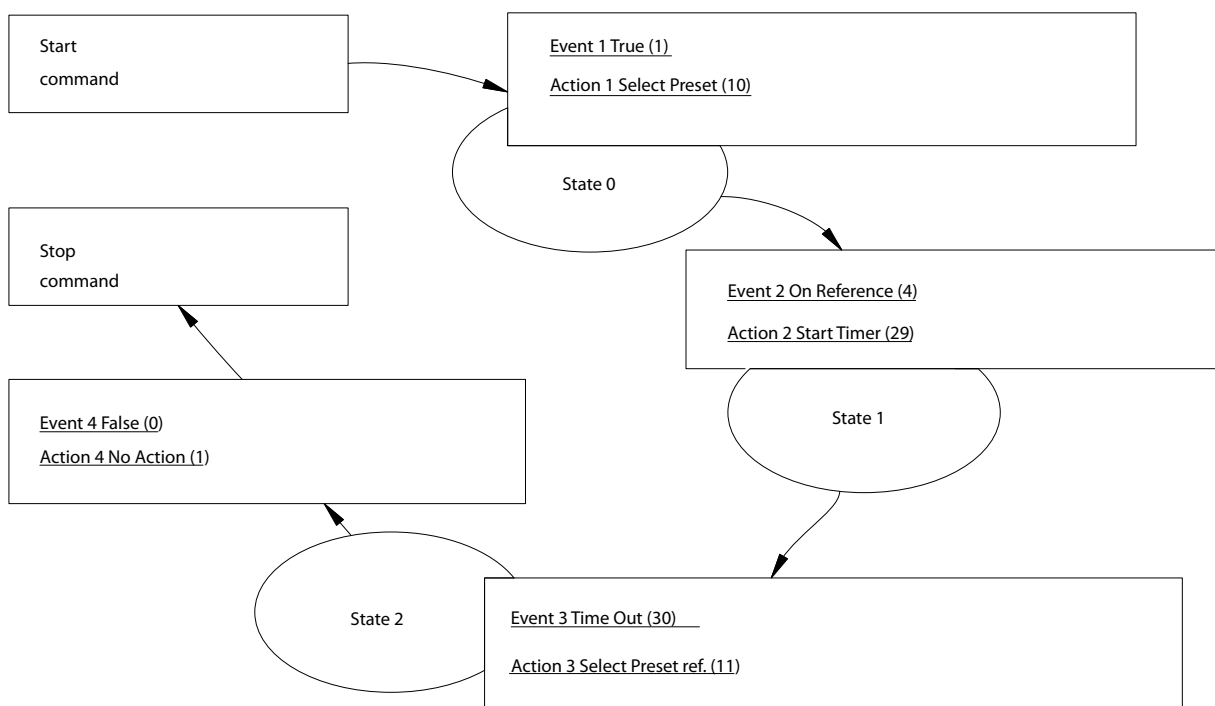 Start
command
Event 1 True (1)
Action 1 Select Preset (10)
State 0
Stop
command
Event 2 On Reference (4)
Action 2 Start Timer (29)
State 1
Event 4 False (0)
Action 4 No Action (1)
State 2
Event 3 Time Out (30)
Action 3 Select Preset ref. (11)